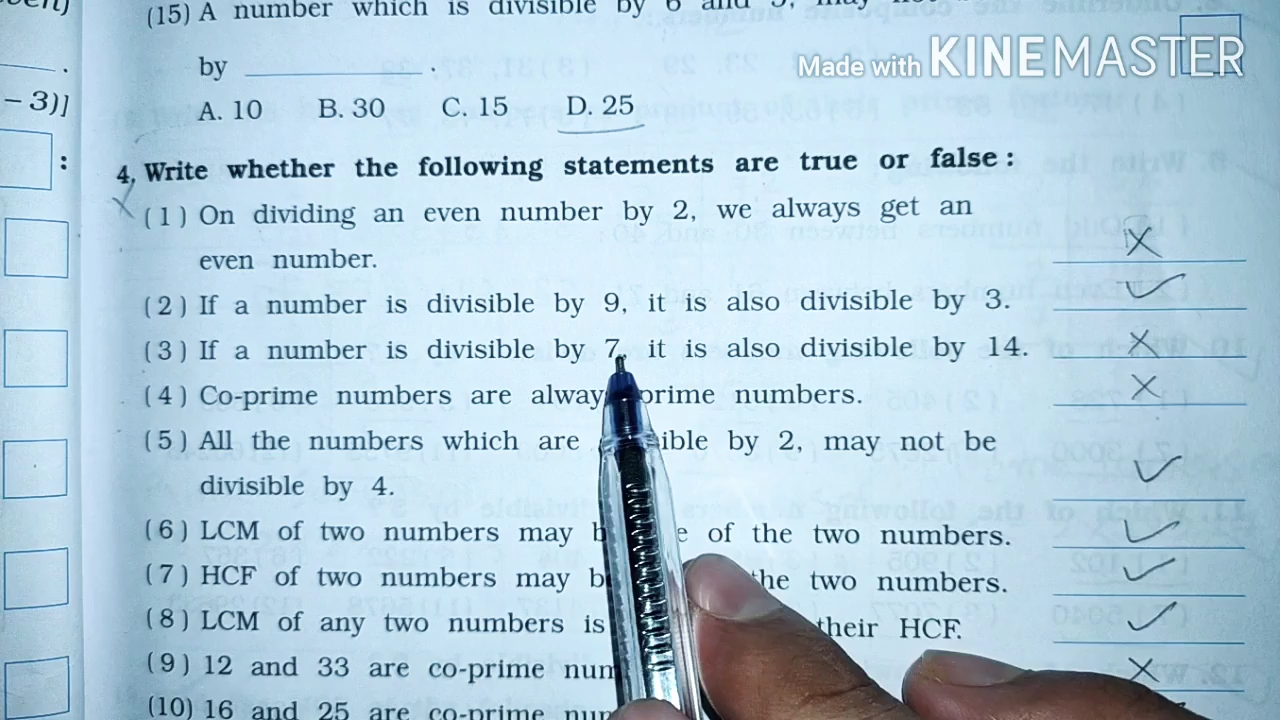 (15) A number which is divisible by 6 and 5, may
by ____________ .
Made with KINEMASTER
– 3)]
A. 10 B. 30 C. 15 D. 25
:
4. Write whether the following statements are true or false :
(1) On dividing an even number by 2, we always get an
even number.
(2) If a number is divisible by 9, it is also divisible by 3.
(3) If a number is divisible by 7, it is also divisible by 14.
(4) Co-prime numbers are alway prime numbers.
(5) All the numbers which are ible by 2, may not be
divisible by 4.
(6) LCM of two numbers may b e of the two numbers.
(7) HCF of two numbers may b the two numbers.
(8) LCM of any two numbers is their HCF.
(9) 12 and 33 are co-prime num
(10) 16 and 25 are co-prime num